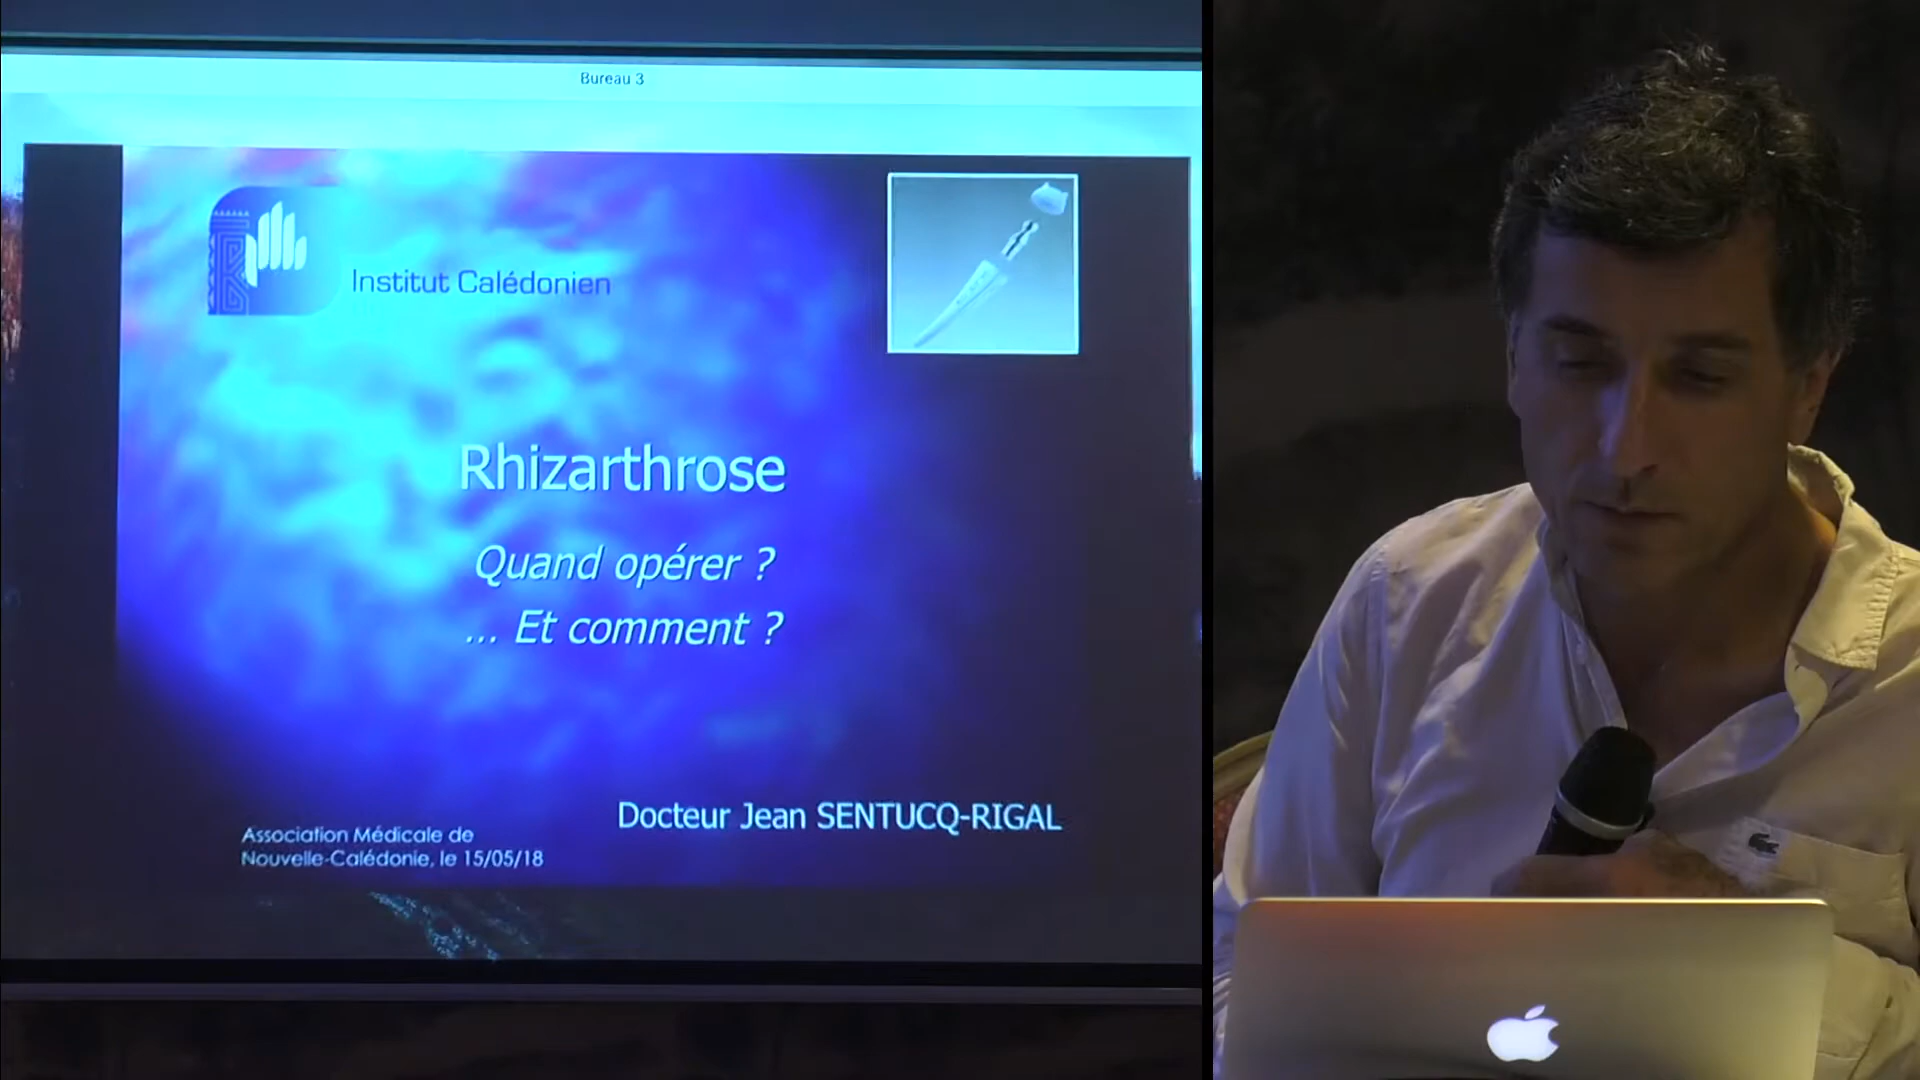 Bureau 3
Institut Calédonien
Rhizarthrose
Quand opérer ?
... Et comment ?
Docteur Jean SENTUCQ-RIGAL
Association Médicale de
Nouvelle-Calédonie, le 15/05/18